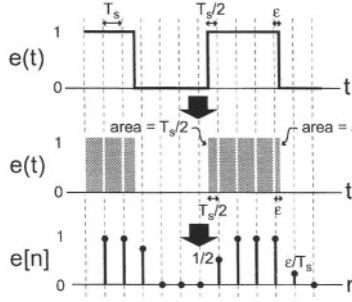 Tₛ Tₛ/2 ε
1
e(t)
0 t
area = Tₛ/2 area =
1
e(t)
0 t
Tₛ/2 ε
1
e[n] 1/2 ε/Tₛ
0